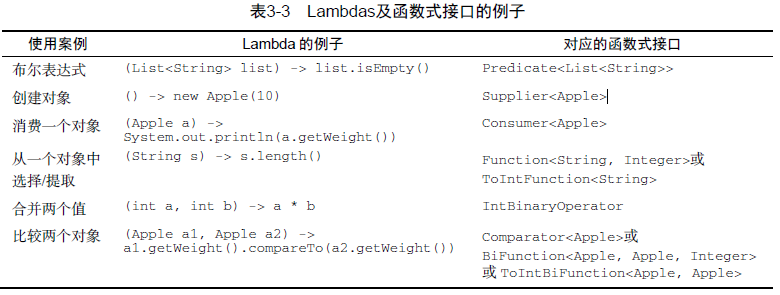 表3-3 Lambdas及函数式接口的例子
使用案例 Lambda 的例子 对应的函数式接口
布尔表达式 (List<String> list) -> list.isEmpty() Predicate<List<String>>
创建对象 () -> new Apple(10) Supplier<Apple>
消费一个对象 (Apple a) -> Consumer<Apple>
System.out.println(a.getWeight())
从一个对象中 (String s) -> s.length() Function<String, Integer>或
选择/提取 ToIntFunction<String>
合并两个值 (int a, int b) -> a * b IntBinaryOperator
比较两个对象 (Apple a1, Apple a2) -> Comparator<Apple>或
a1.getWeight().compareTo(a2.getWeight()) BiFunction<Apple, Apple, Integer>
或 ToIntBiFunction<Apple, Apple>